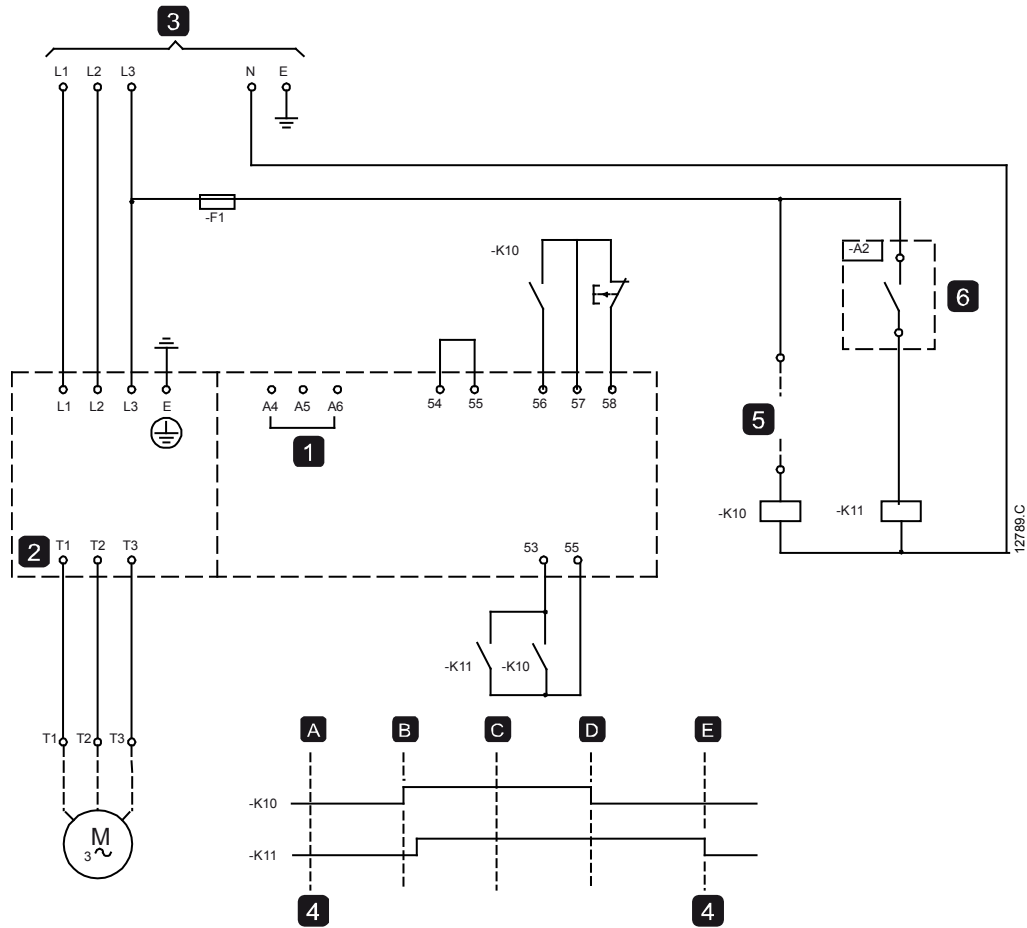 3
L1 L2 L3 N E
-F1
-K10
-A2
6
L1 L2 L3 E A4 A5 A6 54 55 56 57 58
1
5
-K10 -K11
2 T1 T2 T3 53 55
12789.C
-K11 -K10
T1 T2 T3
A B C D E
-K10
M
3
-K11
4 4